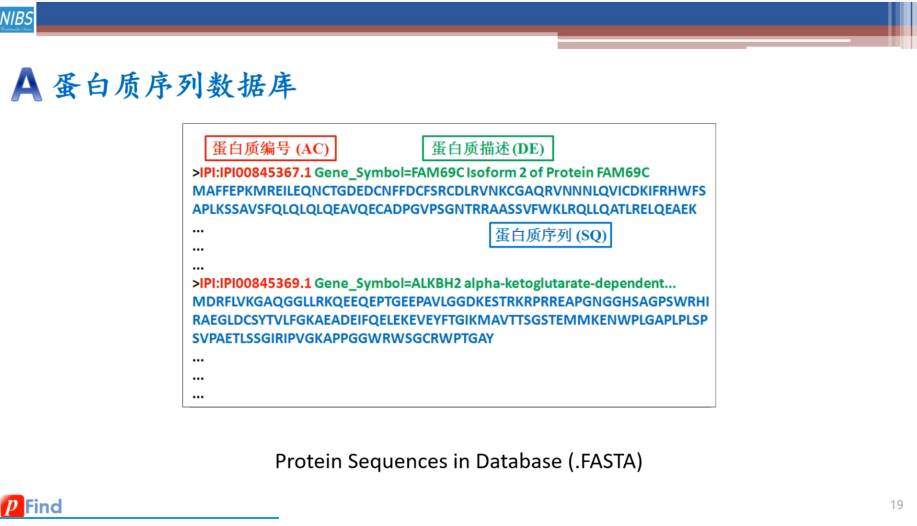 NIBS
A 蛋白质序列数据库
蛋白质编号 (AC) 蛋白质描述 (DE)
>IPI:IPI00845367.1 Gene_Symbol=FAM69C Isoform 2 of Protein FAM69C
MAFFEPKMREILEQNCTGDEDCNFFDCFSRCDLRVNKCGAQRVNNNLQVICDKIFRHWFS
APLKSSAVSFQLQLQLQEAVQECADPGVPSGNTRRAASSVFWKLRQLLQATLRELQEAEK
...
蛋白质序列 (SQ)
...
...
>IPI:IPI00845369.1 Gene_Symbol=ALKBH2 alpha-ketoglutarate-dependent...
MDRFLVKGAQGGLLRKQEEQEPTGEEPAVLGGDKESTRKRPRREAPGNGGHSAGPSWRHI
RAEGLDCSYTVLFGKAEADEIFQELEKEVEYFTGIKMAVTTSGSTEMMKENWPLGAPLPLSP
SVPAETLSSGIRIPVGKAPPGGWRWSGCRWPTGAY
...
...
...
Protein Sequences in Database (.FASTA)
pFind
19